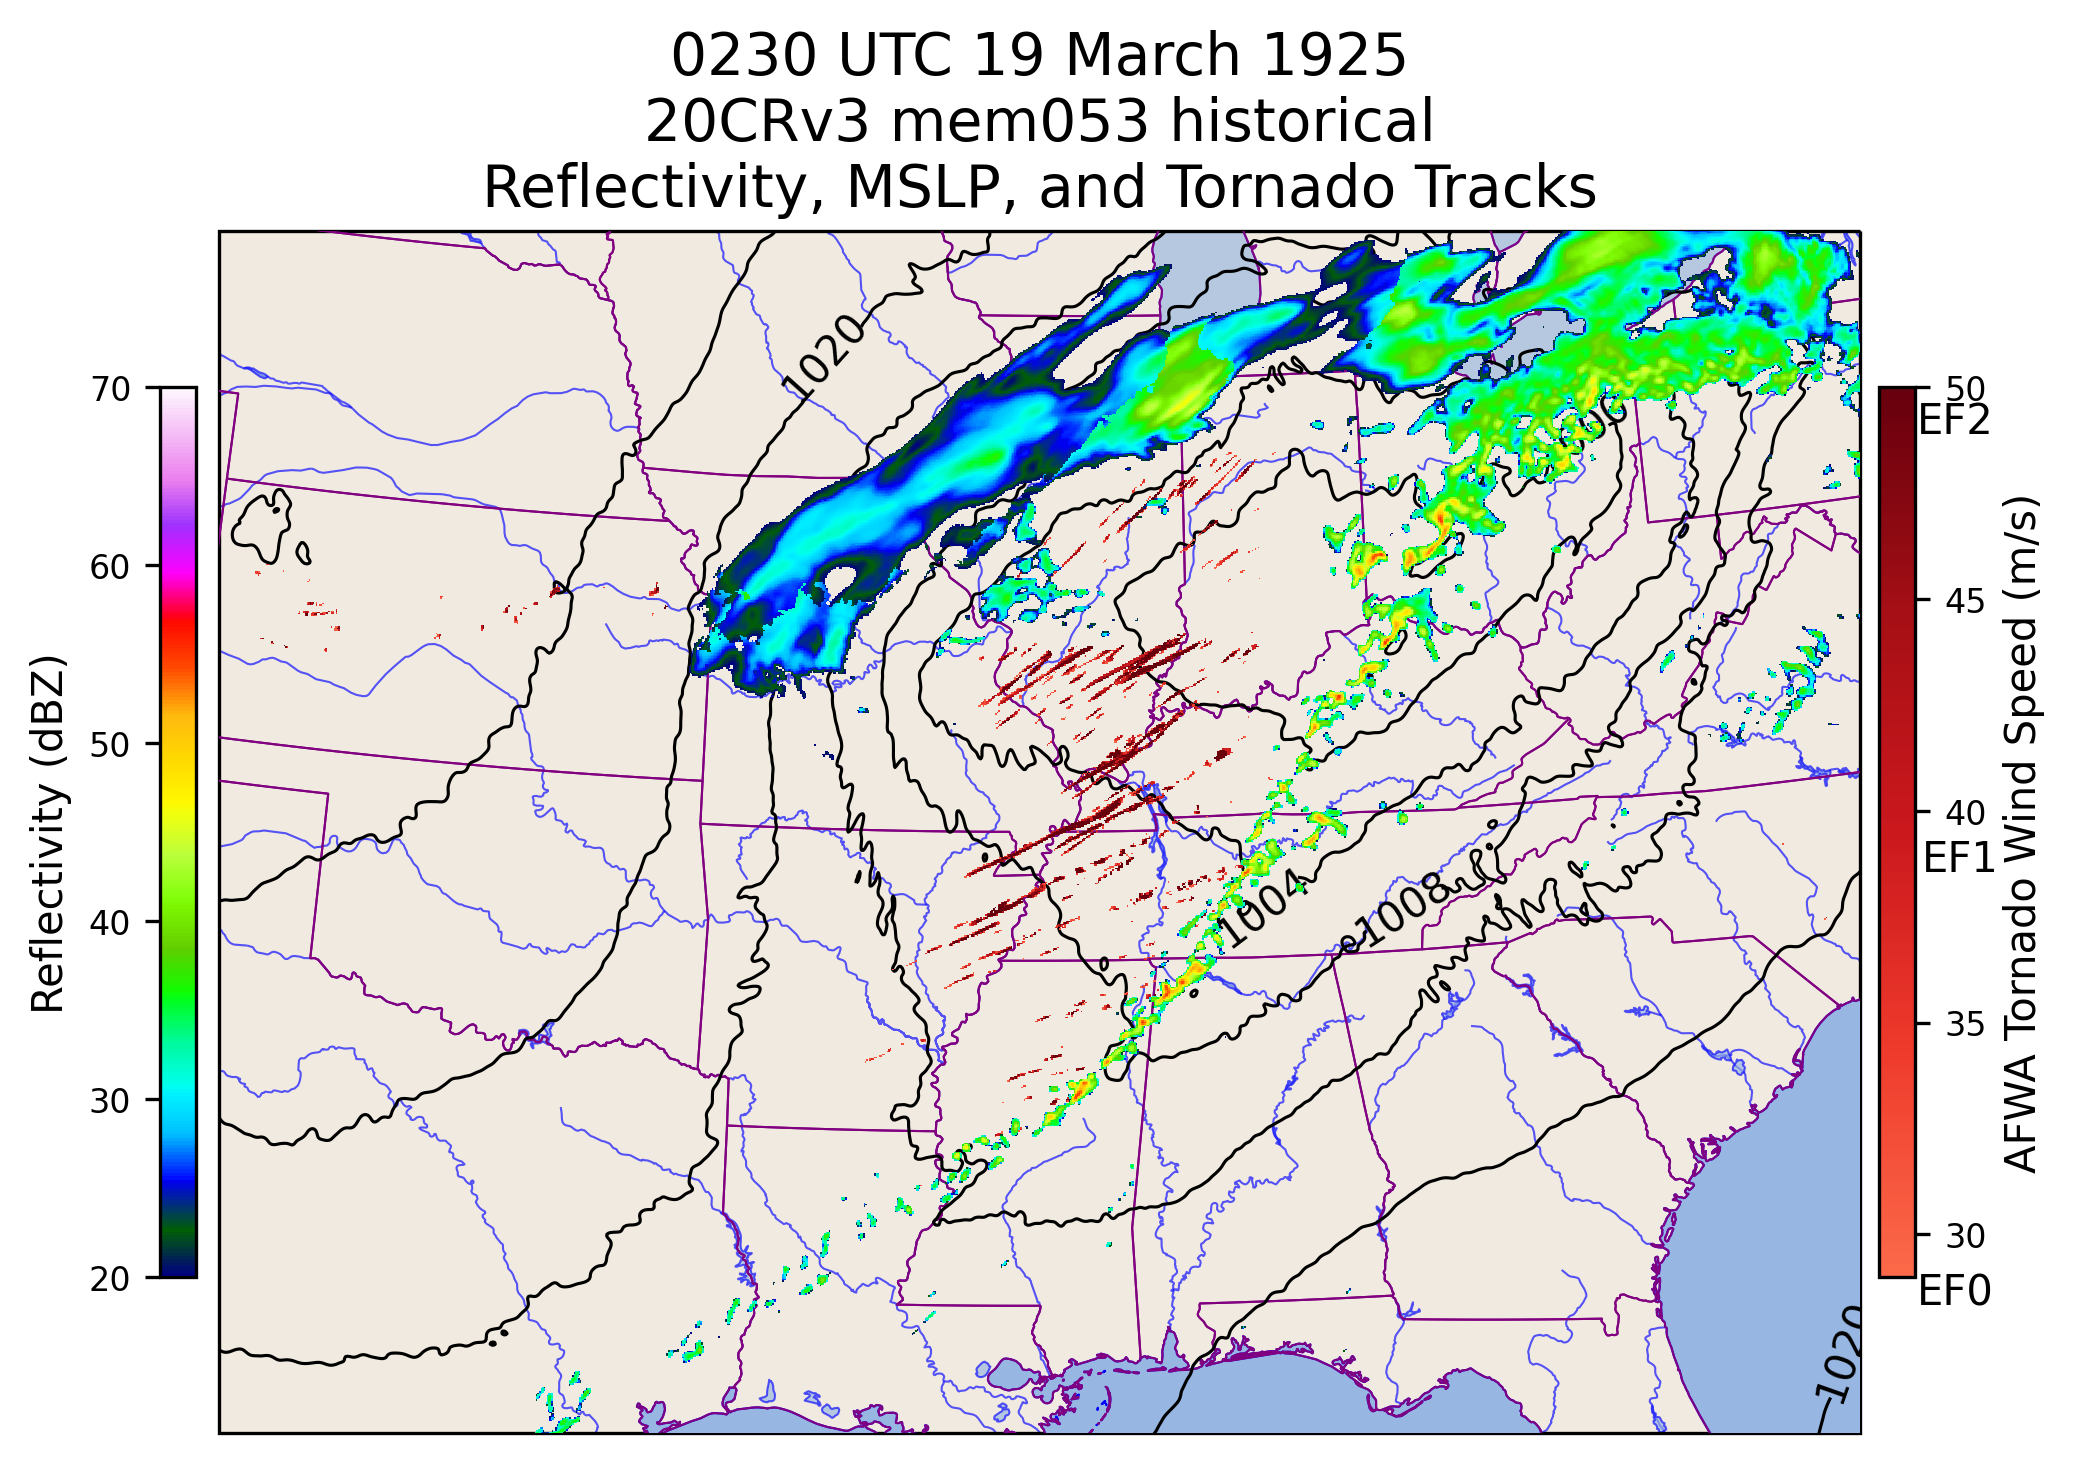 0230 UTC 19 March 1925
20CRv3 mem053 historical
Reflectivity, MSLP, and Tornado Tracks
1020
1004
1008
1020
Reflectivity (dBZ)
70
60
50
40
30
20
50
EF2
45
40
EF1
35
30
EF0
AFWA Tornado Wind Speed (m/s)